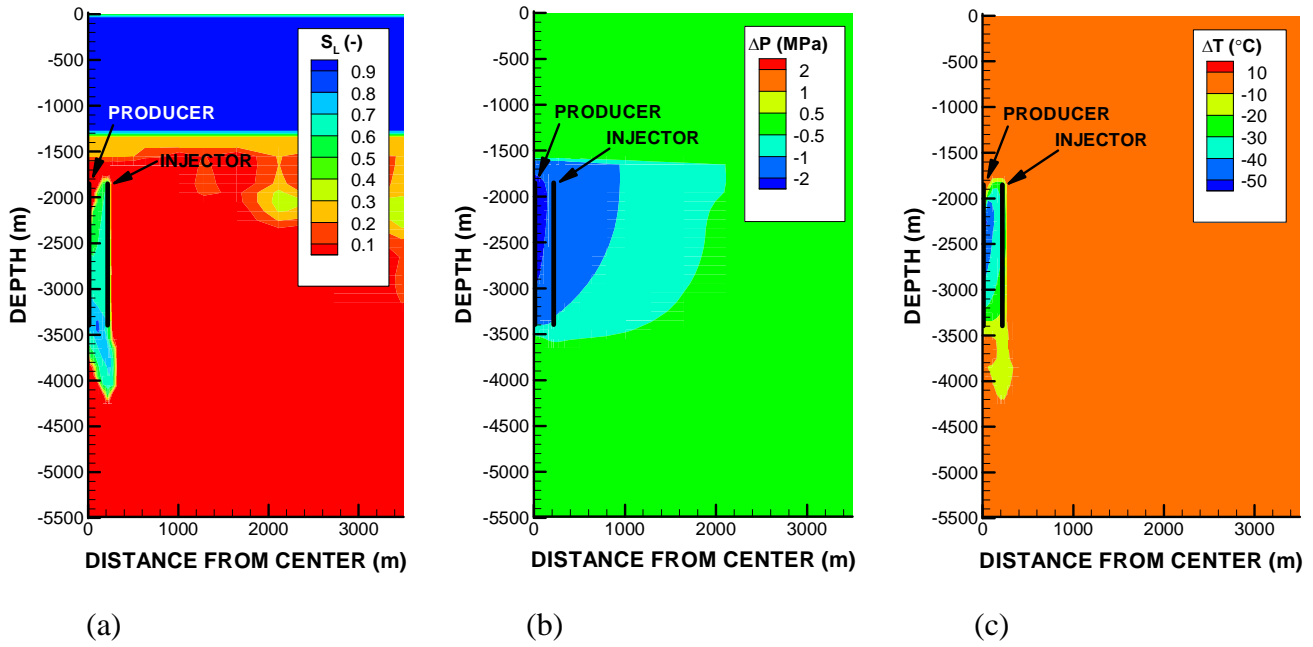 0
-500
-1000
-1500
-2000
-2500
-3000
-3500
-4000
-4500
-5000
-5500
DEPTH (m)
0 1000 2000 3000
DISTANCE FROM CENTER (m)
S_L (-)
0.9
0.8
0.7
0.6
0.5
0.4
0.3
0.2
0.1
PRODUCER
INJECTOR
(a)
0
-500
-1000
-1500
-2000
-2500
-3000
-3500
-4000
-4500
-5000
-5500
DEPTH (m)
0 1000 2000 3000
DISTANCE FROM CENTER (m)
ΔP (MPa)
2
1
0.5
-0.5
-1
-2
PRODUCER
INJECTOR
(b)
0
-500
-1000
-1500
-2000
-2500
-3000
-3500
-4000
-4500
-5000
-5500
DEPTH (m)
0 1000 2000 3000
DISTANCE FROM CENTER (m)
ΔT (°C)
10
-10
-30
-40
-50
PRODUCER
INJECTOR
(c)